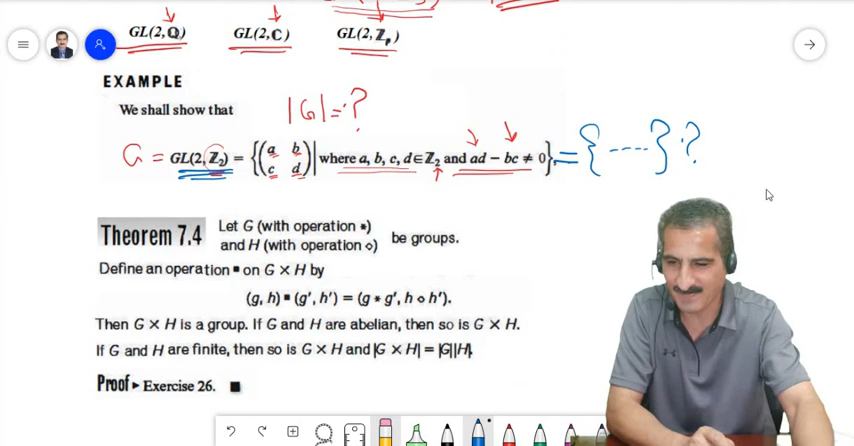 GL(2,ℚ) GL(2,ℂ) GL(2,ℤₚ)
EXAMPLE
We shall show that
|G| = ?
G = GL(2, ℤ₂) = {(a b c d) | where a, b, c, d ∈ ℤ₂ and ad − bc ≠ 0}, = { ---- } ?
Theorem 7.4 Let G (with operation *)
and H (with operation ⋄) be groups.
Define an operation ▪ on G × H by
(g, h) ▪ (g', h') = (g * g', h ⋄ h').
Then G × H is a group. If G and H are abelian, then so is G × H.
If G and H are finite, then so is G × H and |G × H| = |G||H|.
Proof ▸ Exercise 26. ■